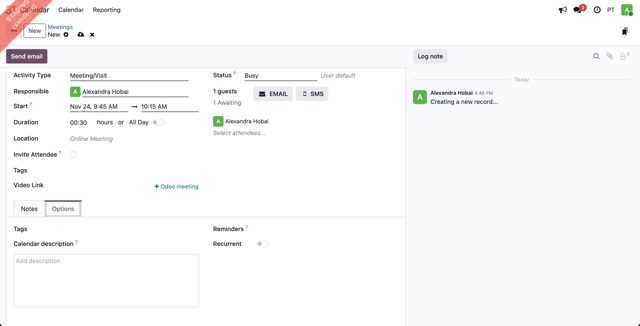 STAGING
(sandbox)
Calendar
Calendar
Reporting
3
PT
A
New
Meetings
New
Send email
Log note
0
Activity Type
Meeting/Visit
Status ?
Busy
User default
Responsible
A Alexandra Hobai
1 guests
EMAIL
SMS
1 Awaiting
Start ?
Nov 24, 9:45 AM → 10:15 AM
Duration
00:30 hours or All Day
A Alexandra Hobai
Select attendees...
Location
Online Meeting
Invite Attendee ?
Tags
Video Link
+ Odoo meeting
Notes
Options
Tags
Reminders ?
Calendar description ?
Recurrent
Add description
Today
A
Alexandra Hobai 4:46 PM
Creating a new record...